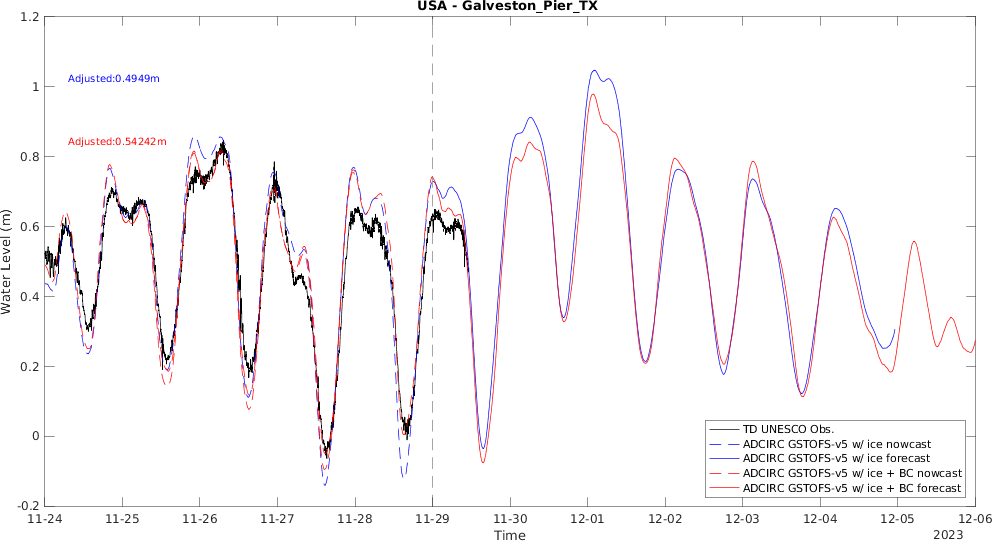 USA - Galveston_Pier_TX
1.2
1
0.8
0.6
0.4
0.2
0
-0.2
Water Level (m)
Adjusted:0.4949m
Adjusted:0.54242m
TD UNESCO Obs.
ADCIRC GSTOFS-v5 w/ ice nowcast
ADCIRC GSTOFS-v5 w/ ice forecast
ADCIRC GSTOFS-v5 w/ ice + BC nowcast
ADCIRC GSTOFS-v5 w/ ice + BC forecast
11-24 11-25 11-26 11-27 11-28 11-29 11-30 12-01 12-02 12-03 12-04 12-05 12-06
Time
2023